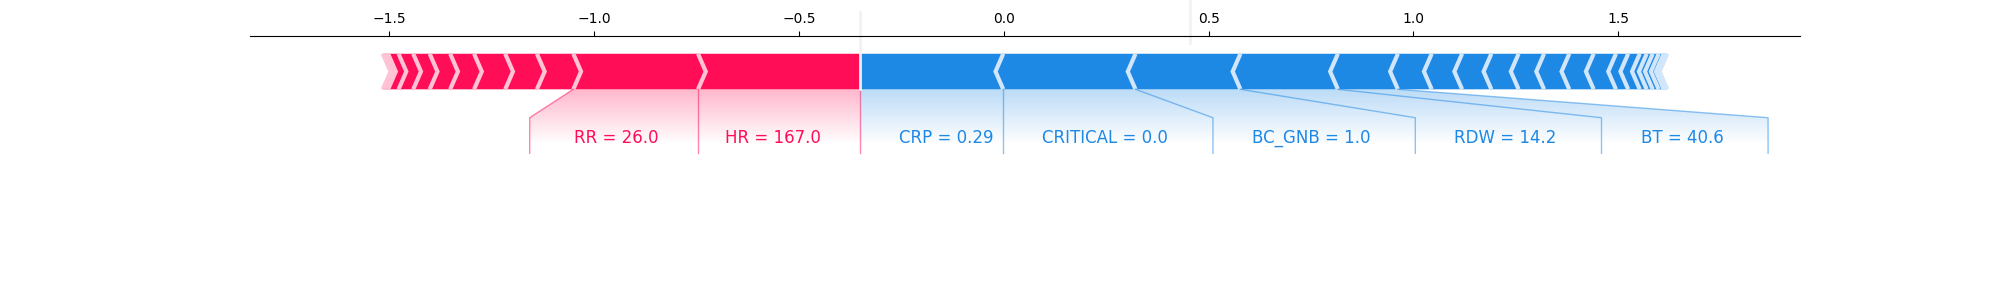 −1.5 −1.0 −0.5 0.0 0.5 1.0 1.5
RR = 26.0 HR = 167.0 CRP = 0.29 CRITICAL = 0.0 BC_GNB = 1.0 RDW = 14.2 BT = 40.6